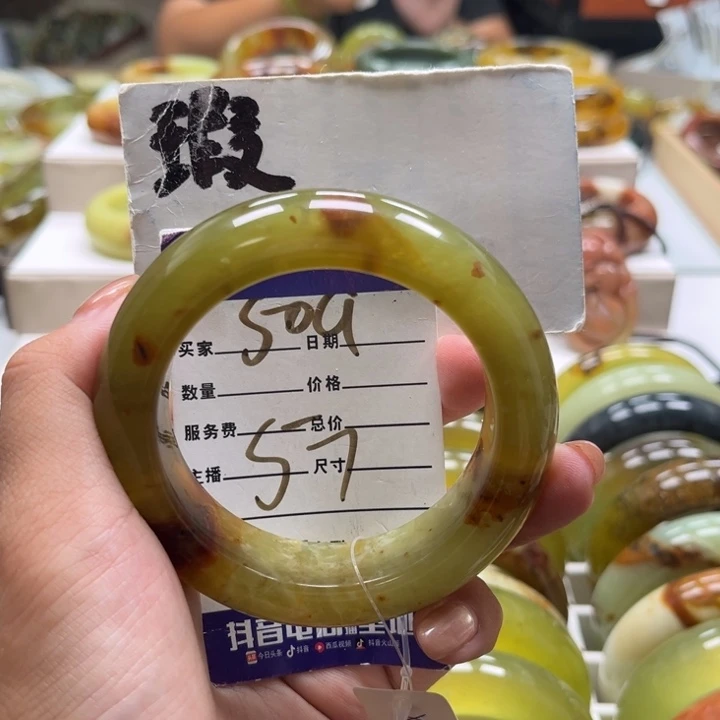 瑕
504
买家 日期
数量 价格
服务费 总价
57
主播 尺寸
抖音电商
今日头条 抖音 西瓜视频 抖音火山版